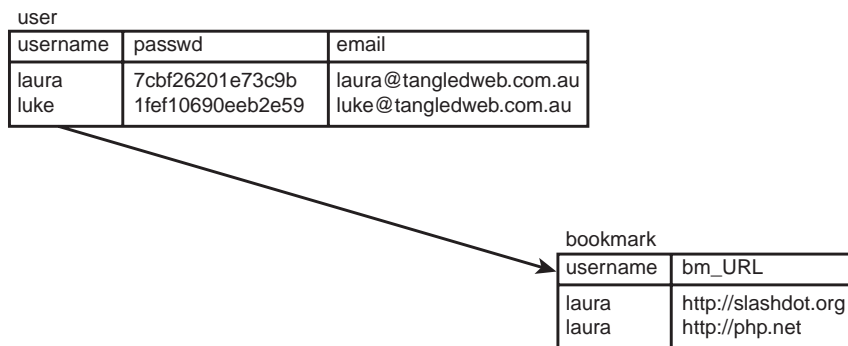 user
username passwd email
laura 7cbf26201e73c9b laura@tangledweb.com.au
luke 1fef10690eeb2e59 luke@tangledweb.com.au
bookmark
username bm_URL
laura http://slashdot.org
laura http://php.net